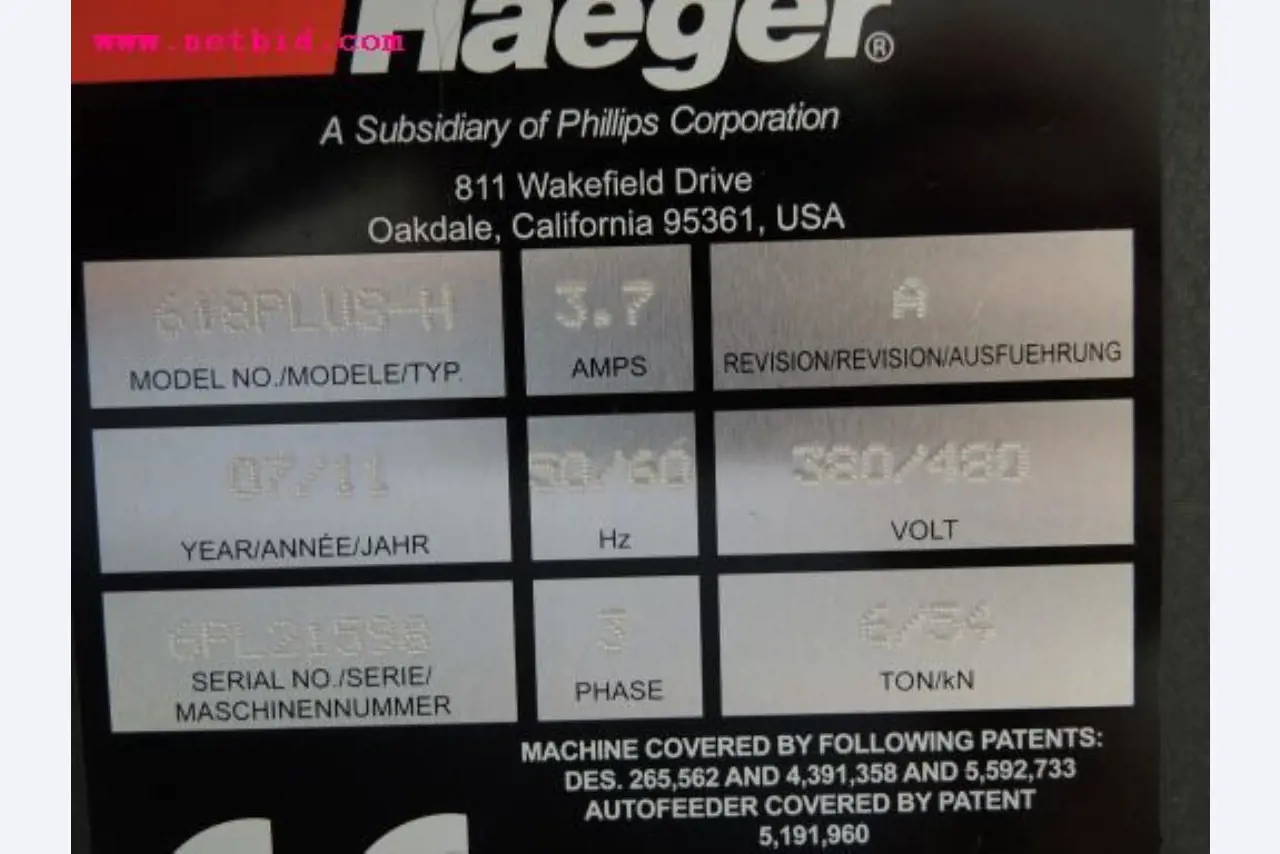 www.netbid.com
Haeger®
A Subsidiary of Phillips Corporation
811 Wakefield Drive
Oakdale, California 95361, USA
618PLUS-H 3.7 A
MODEL NO./MODELE/TYP. AMPS REVISION/REVISION/AUSFUEHRUNG
07/11 50/60 380/480
YEAR/ANNÉE/JAHR Hz VOLT
6PL21598 3 6/54
SERIAL NO./SERIE/ PHASE TON/kN
MASCHINENNUMMER
MACHINE COVERED BY FOLLOWING PATENTS:
DES. 265,562 AND 4,391,358 AND 5,592,733
AUTOFEEDER COVERED BY PATENT
5,191,960